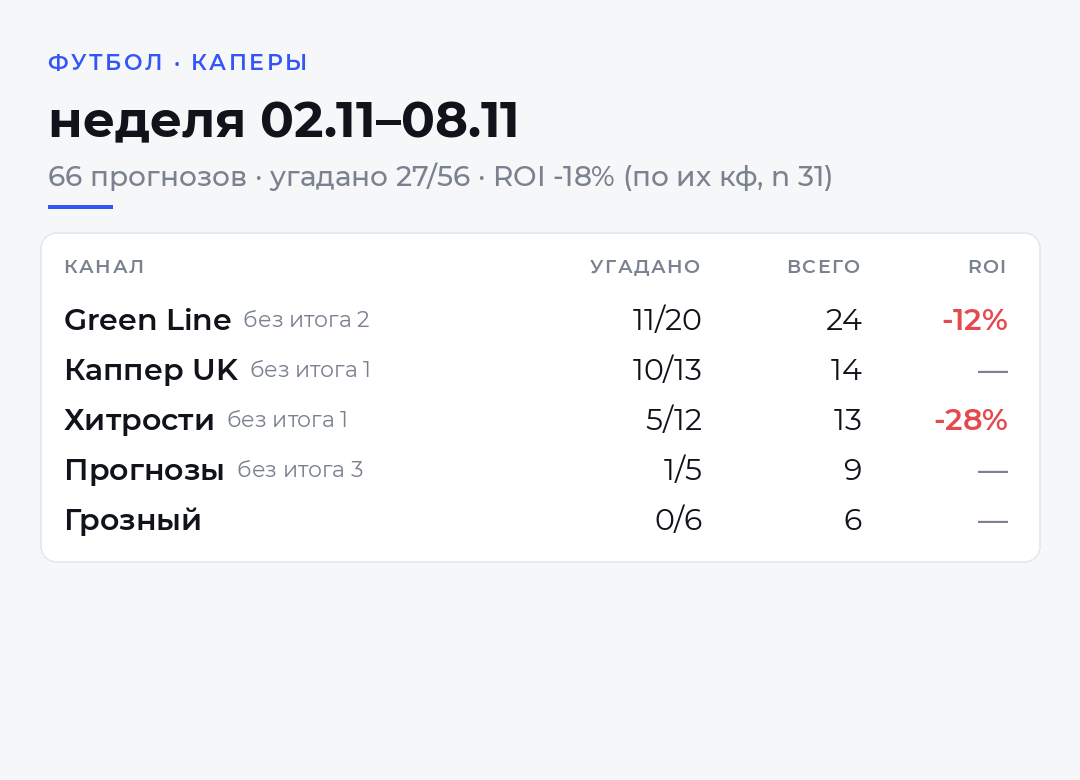 ФУТБОЛ · КАПЕРЫ
неделя 02.11–08.11
66 прогнозов · угадано 27/56 · ROI -18% (по их кф, n 31)
КАНАЛ УГАДАНО ВСЕГО ROI
Green Line без итога 2 11/20 24 -12%
Каппер UK без итога 1 10/13 14 —
Хитрости без итога 1 5/12 13 -28%
Прогнозы без итога 3 1/5 9 —
Грозный 0/6 6 —